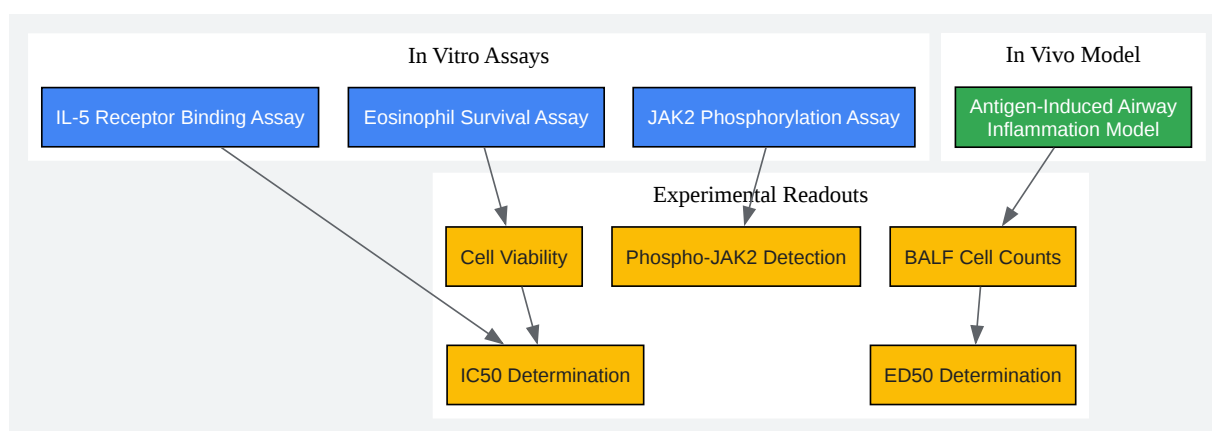 In Vitro Assays
In Vivo Model
IL-5 Receptor Binding Assay
Eosinophil Survival Assay
JAK2 Phosphorylation Assay
Antigen-Induced Airway
Inflammation Model
Experimental Readouts
Cell Viability
Phospho-JAK2 Detection
BALF Cell Counts
IC50 Determination
ED50 Determination